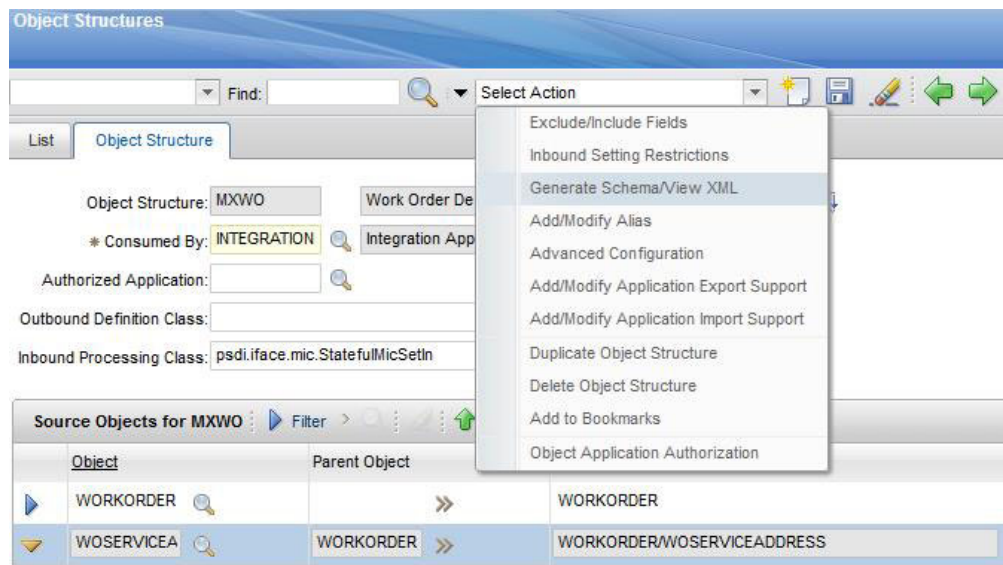 Object Structures
Find:
Select Action
List
Object Structure
Exclude/Include Fields
Inbound Setting Restrictions
Generate Schema/View XML
Add/Modify Alias
Advanced Configuration
Add/Modify Application Export Support
Add/Modify Application Import Support
Duplicate Object Structure
Delete Object Structure
Add to Bookmarks
Object Application Authorization
Object Structure: MXWO Work Order De
* Consumed By: INTEGRATION Integration App
Authorized Application:
Outbound Definition Class:
Inbound Processing Class: psdi.iface.mic.StatefulMicSetIn
Source Objects for MXWO Filter
Object Parent Object
WORKORDER WORKORDER
WOSERVICEA WORKORDER WORKORDER/WOSERVICEADDRESS